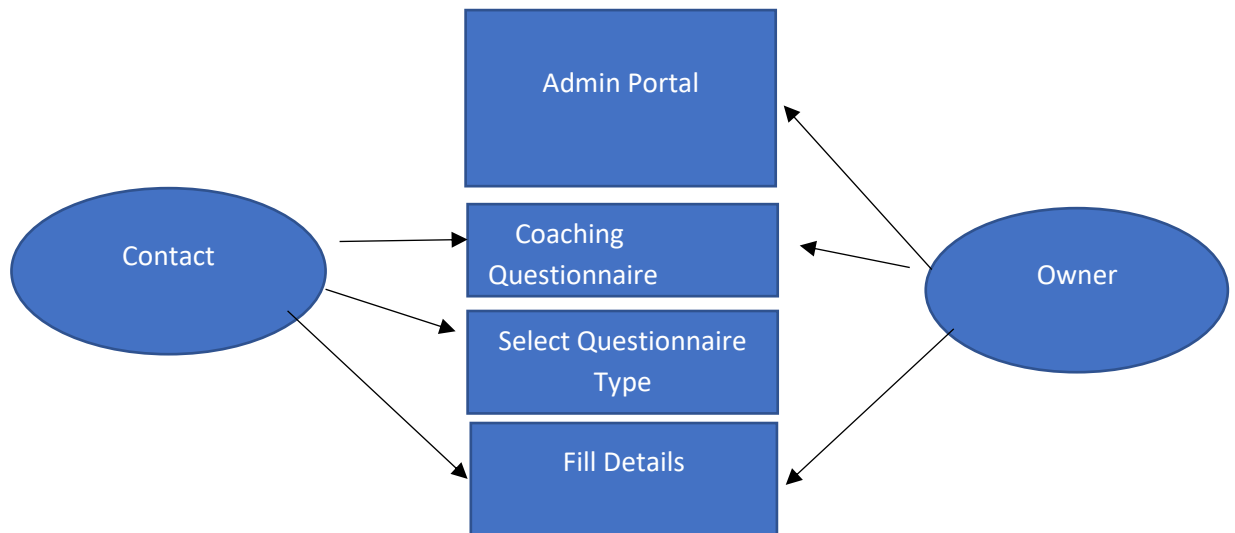 Admin Portal
Contact
Coaching
Questionnaire
Owner
Select Questionnaire
Type
Fill Details